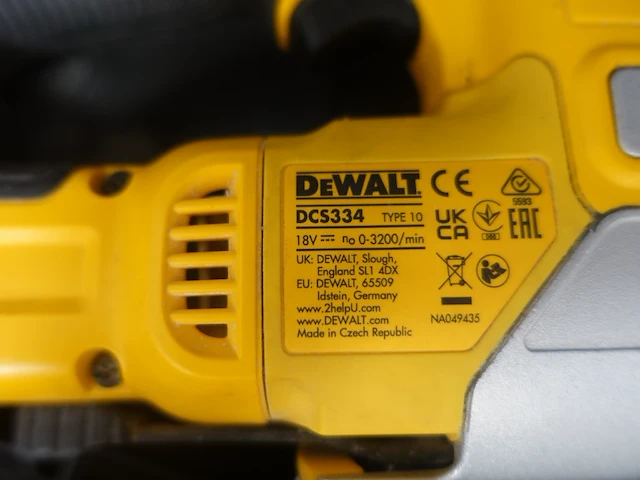 DEWALT
DCS334 TYPE 10
18V n₀ 0-3200/min
UK: DEWALT, Slough,
England SL1 4DX
EU: DEWALT, 65509
Idstein, Germany
www.2helpU.com
www.DEWALT.com
Made in Czech Republic
CE
UK
CA
EAC
NA049435